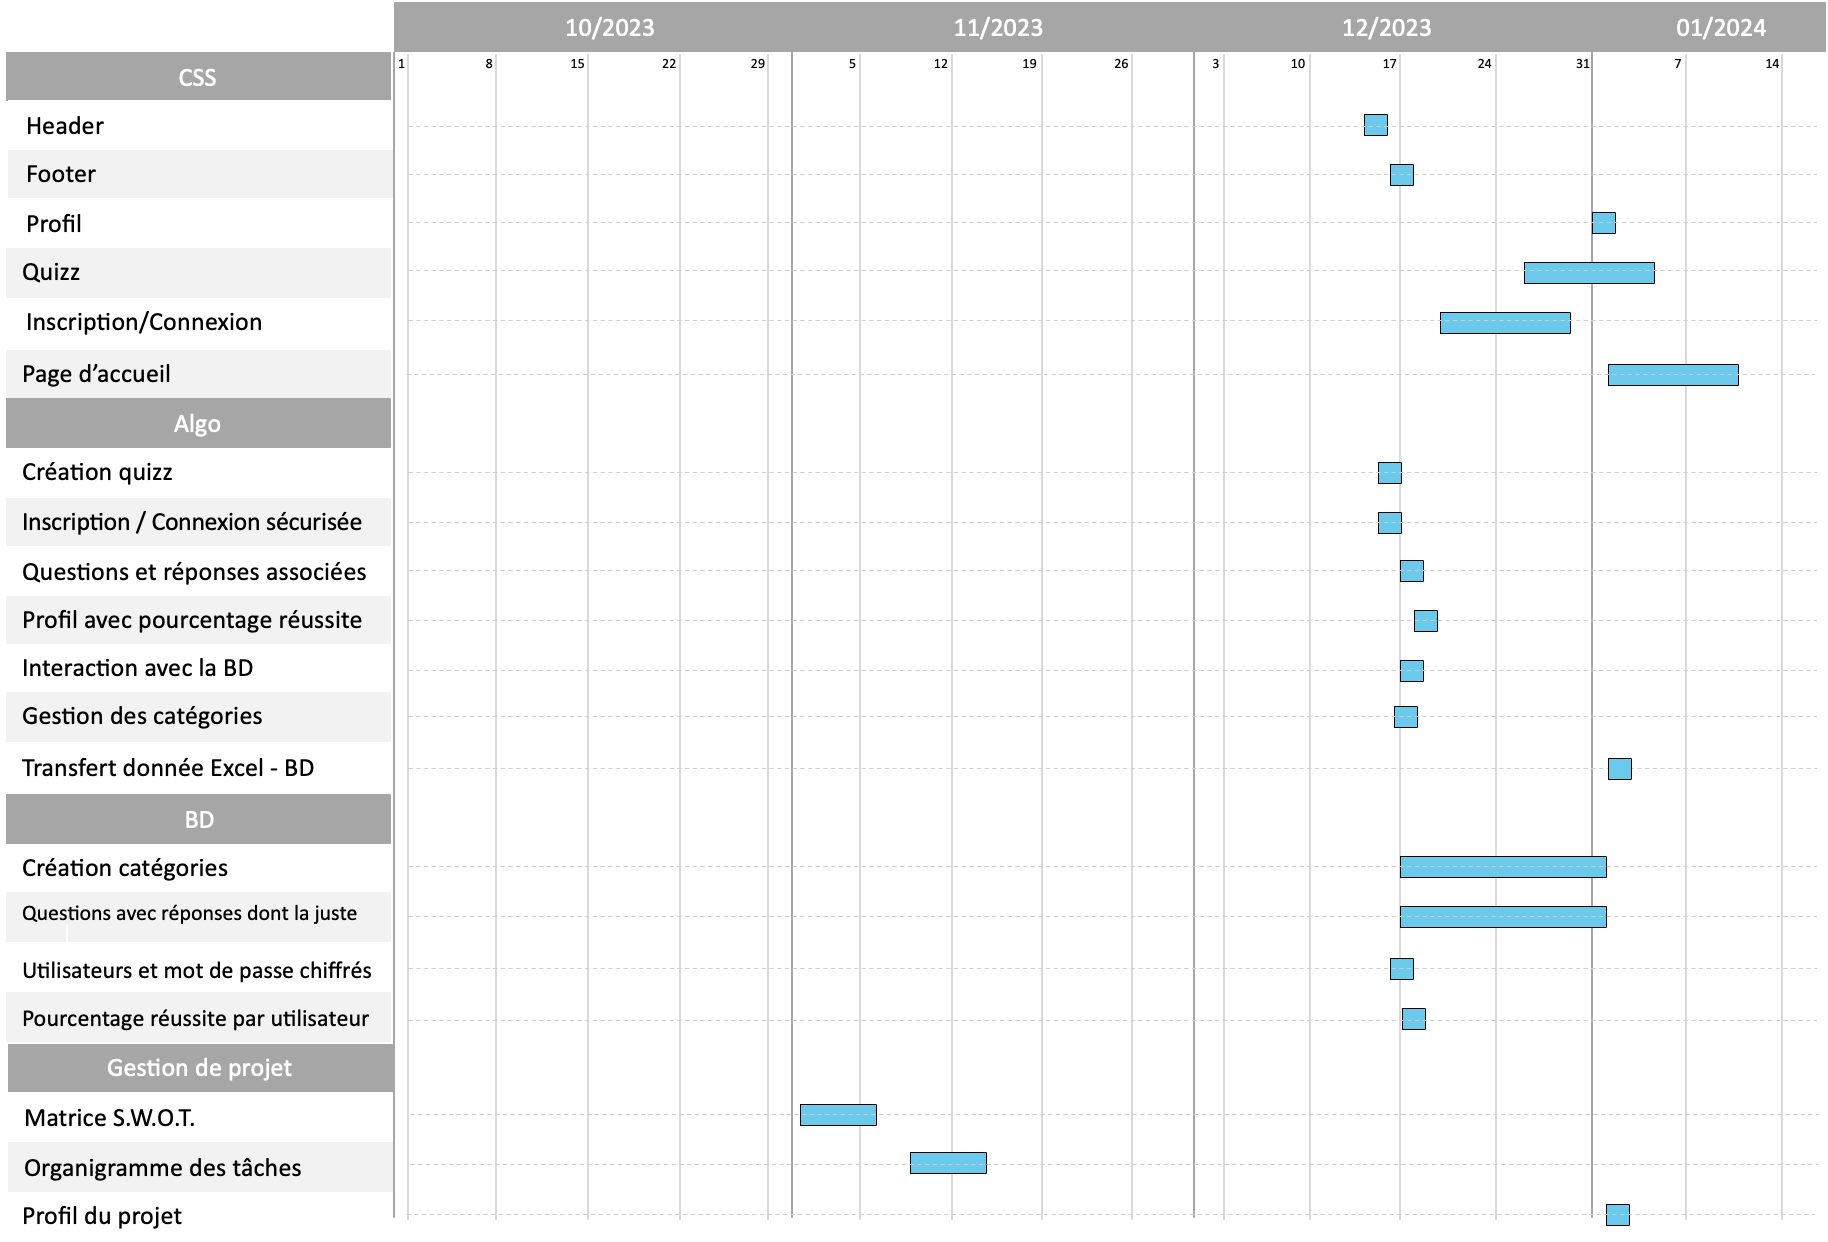 10/2023 11/2023 12/2023 01/2024
1 8 15 22 29 5 12 19 26 3 10 17 24 31 7 14
CSS
Header
Footer
Profil
Quizz
Inscription/Connexion
Page d’accueil
Algo
Création quizz
Inscription / Connexion sécurisée
Questions et réponses associées
Profil avec pourcentage réussite
Interaction avec la BD
Gestion des catégories
Transfert donnée Excel - BD
BD
Création catégories
Questions avec réponses dont la juste
Utilisateurs et mot de passe chiffrés
Pourcentage réussite par utilisateur
Gestion de projet
Matrice S.W.O.T.
Organigramme des tâches
Profil du projet